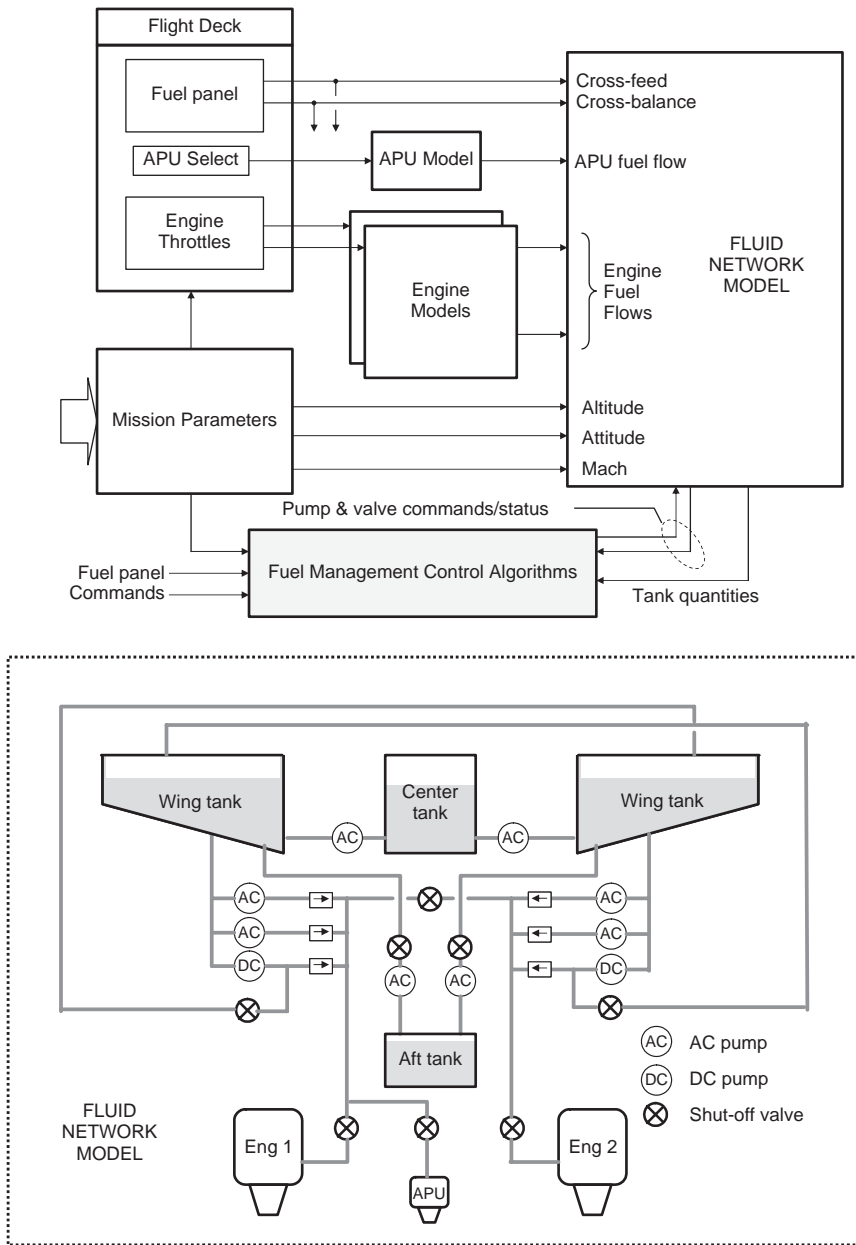 Flight Deck
Fuel panel
APU Select
Engine
Throttles
APU Model
Engine
Models
Cross-feed
Cross-balance
APU fuel flow
Engine
Fuel
Flows
FLUID
NETWORK
MODEL
Mission Parameters
Altitude
Attitude
Mach
Pump & valve commands/status
Fuel panel
Commands
Fuel Management Control Algorithms
Tank quantities
Wing tank
Center
tank
Wing tank
AC
AC
AC
AC
AC
AC
DC
DC
AC
AC
Aft tank
AC
AC pump
DC
DC pump
Shut-off valve
FLUID
NETWORK
MODEL
Eng 1
APU
Eng 2